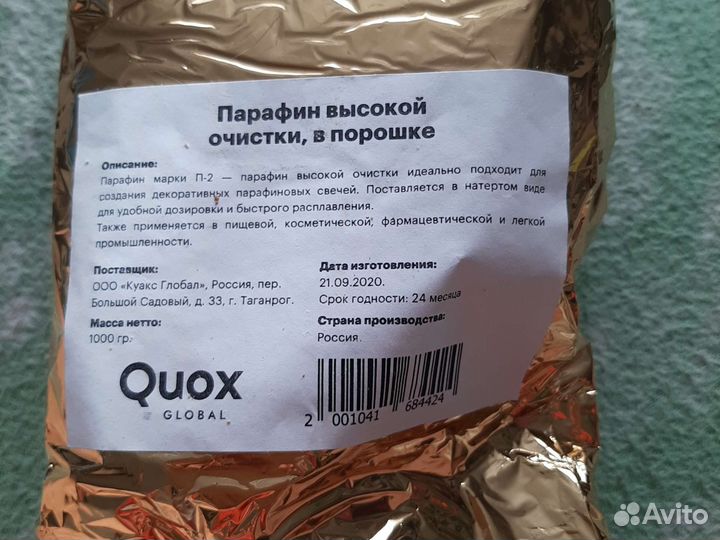 Парафин высокой
очистки, в порошке
Описание:
Парафин марки П-2 — парафин высокой очистки идеально подходит для
создания декоративных парафиновых свечей. Поставляется в натертом виде
для удобной дозировки и быстрого расплавления.
Также применяется в пищевой, косметической, фармацевтической и легкой
промышленности.
Поставщик:
ООО «Куакс Глобал», Россия, пер.
Большой Садовый, д. 33, г. Таганрог.
Масса нетто:
1000 гр.
Дата изготовления:
21.09.2020.
Срок годности: 24 месяца
Страна производства:
Россия
Quox
GLOBAL
2 001041 684424
Avito